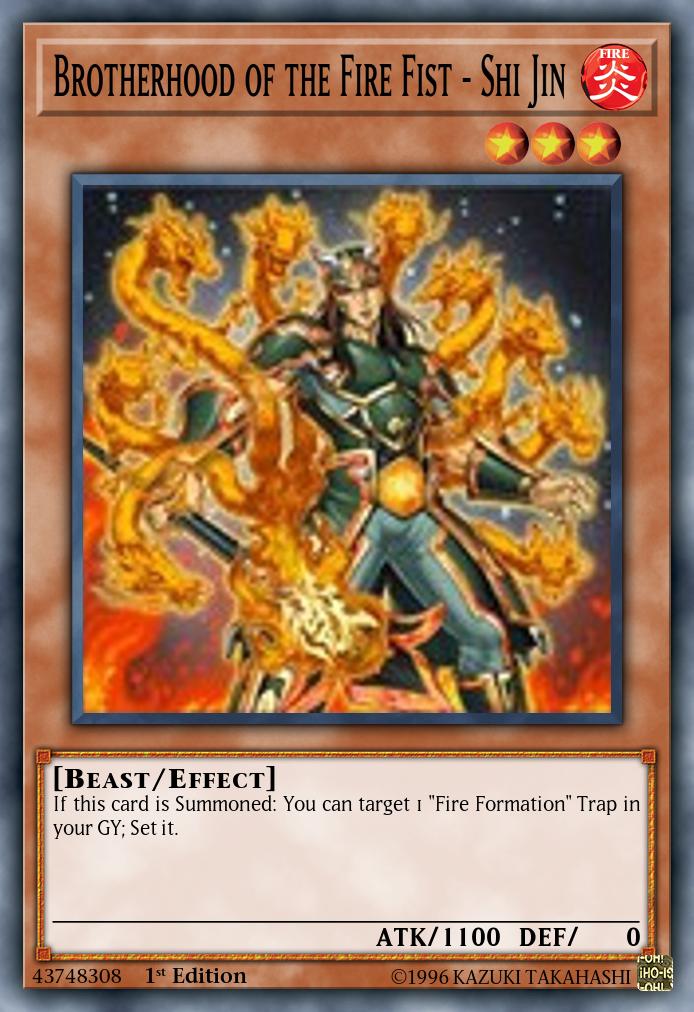 Brotherhood of the Fire Fist - Shi Jin
FIRE
炎
[Beast/Effect]
If this card is Summoned: You can target 1 "Fire Formation" Trap in
your GY; Set it.
ATK/1100 DEF/ 0
43748308 1st Edition ©1996 KAZUKI TAKAHASHI